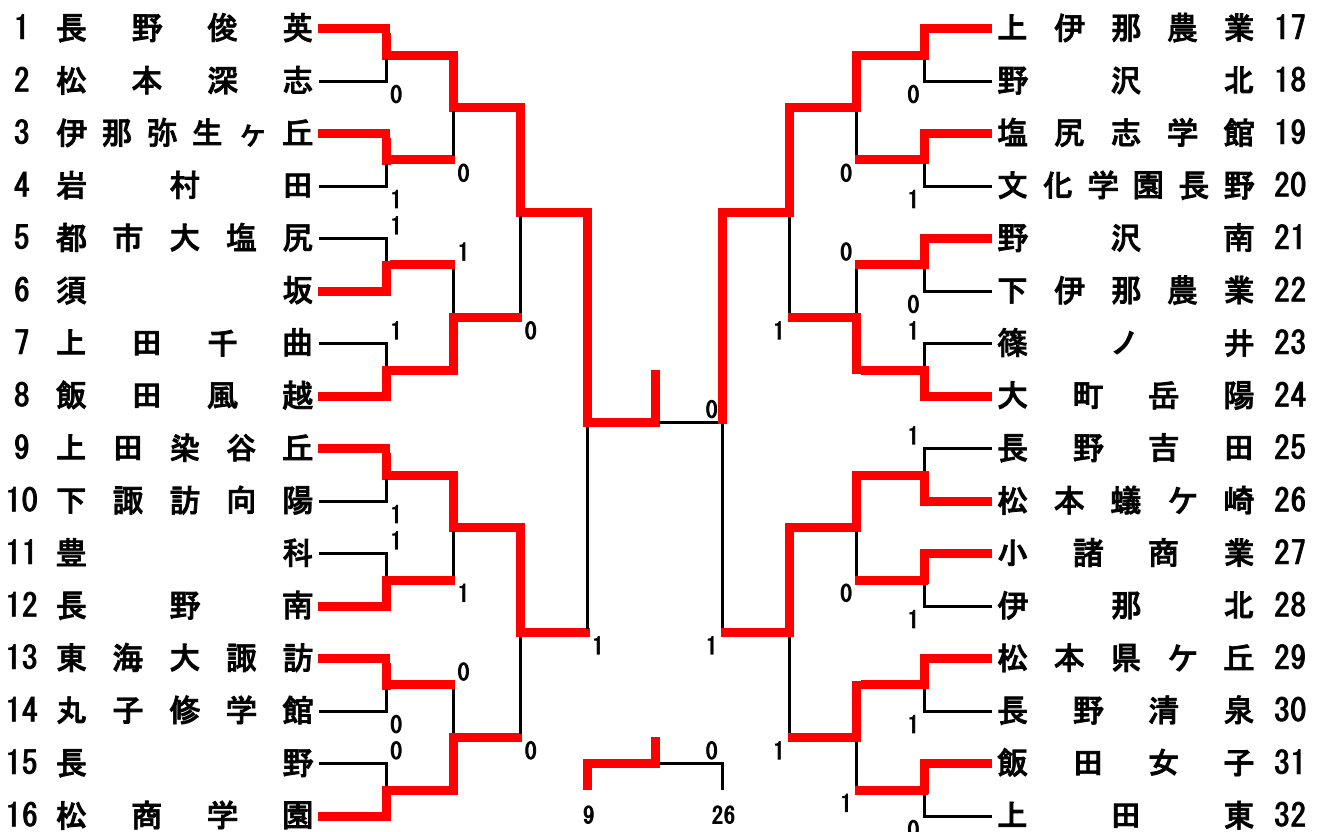 1 長野俊英
2 松本深志
0
3 伊那弥生ヶ丘
0
4 岩村田
1
1
5 都市大塩尻
1
6 須坂
7 上田千曲
1
0
8 飯田風越
9 上田染谷丘
10 下諏訪向陽
1
1
11 豊科
12 長野南
1
1
13 東海大諏訪
0
14 丸子修学館
0
0
15 長野
0
16 松商学園
0
0
9
26
上伊那農業 17
野沢北 18
0
塩尻志学館 19
0
文化学園長野 20
1
野沢南 21
0
下伊那農業 22
0
1
篠ノ井 23
1
大町岳陽 24
長野吉田 25
1
松本蟻ケ崎 26
小諸商業 27
0
伊那北 28
1
1
松本県ケ丘 29
長野清泉 30
1
1
飯田女子 31
1
上田東 32
0